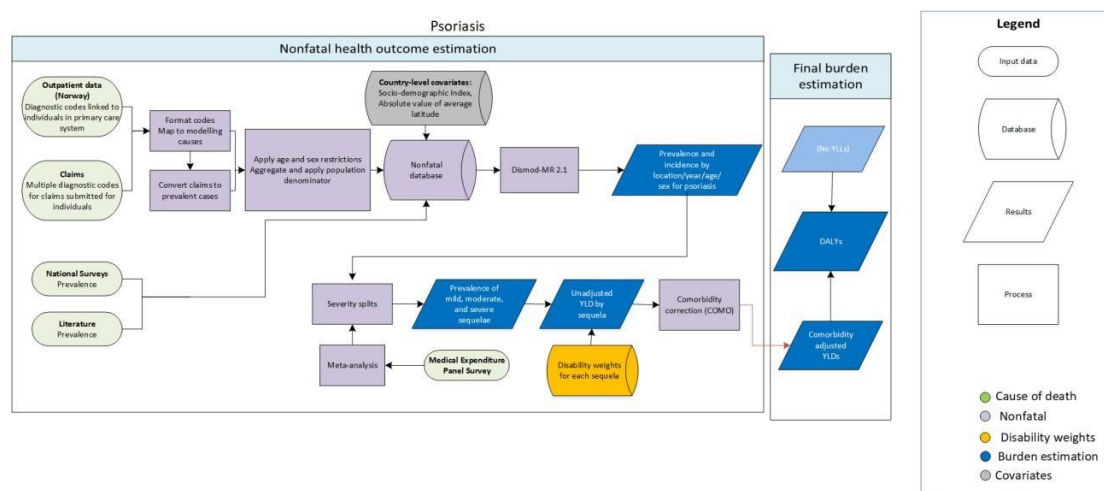 Psoriasis
Nonfatal health outcome estimation
Outpatient data
(Norway)
Diagnostic codes linked to
individuals in primary care
system
Claims
Multiple diagnostic codes
for claims submitted for
individuals
Format codes
Map to modelling
causes
Convert claims to
prevalent cases
Apply age and sex restrictions
Aggregate and apply population
denominator
Country-level covariates:
Socio-demographic Index,
Absolute value of average
latitude
Nonfatal
database
Dismod-MR 2.1
Prevalence and
incidence by
location/year/age/
sex for psoriasis
National Surveys
Prevalence
Literature
Prevalence
Severity splits
Prevalence of
mild, moderate,
and severe
sequelae
Unadjusted
YLD by
sequela
Comorbidity
correction (COMO)
Meta-analysis
Medical Expenditure
Panel Survey
Disability weights
for each sequela
Final burden
estimation
(No YLLs)
DALYs
Comorbidity
adjusted
YLDs
Legend
Input data
Database
Results
Process
Cause of death
Nonfatal
Disability weights
Burden estimation
Covariates